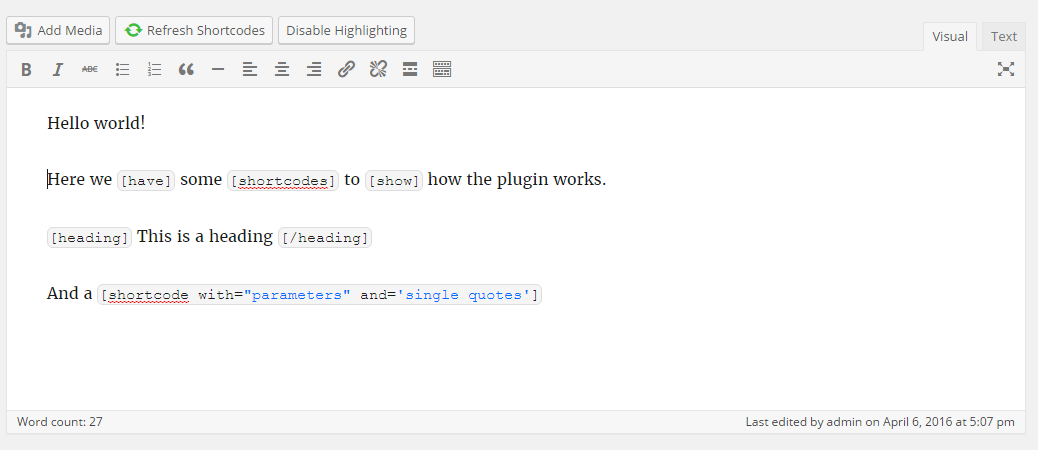 Add Media Refresh Shortcodes Disable Highlighting
Visual Text
B I ABC
Hello world!
Here we [have] some [shortcodes] to [show] how the plugin works.
[heading] This is a heading [/heading]
And a [shortcode with="parameters" and='single quotes']
Word count: 27 Last edited by admin on April 6, 2016 at 5:07 pm